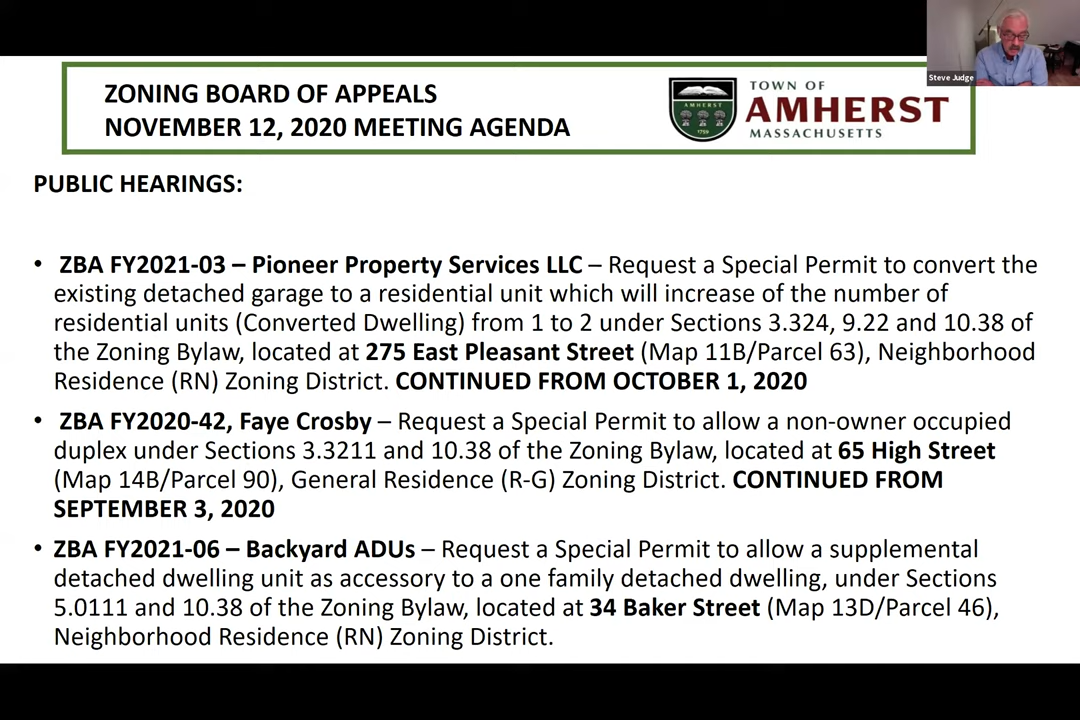 Steve Judge
ZONING BOARD OF APPEALS
NOVEMBER 12, 2020 MEETING AGENDA
AMHERST
1759
TOWN OF
AMHERST
MASSACHUSETTS
PUBLIC HEARINGS:
• ZBA FY2021-03 – Pioneer Property Services LLC – Request a Special Permit to convert the
existing detached garage to a residential unit which will increase of the number of
residential units (Converted Dwelling) from 1 to 2 under Sections 3.324, 9.22 and 10.38 of
the Zoning Bylaw, located at 275 East Pleasant Street (Map 11B/Parcel 63), Neighborhood
Residence (RN) Zoning District. CONTINUED FROM OCTOBER 1, 2020
• ZBA FY2020-42, Faye Crosby – Request a Special Permit to allow a non-owner occupied
duplex under Sections 3.3211 and 10.38 of the Zoning Bylaw, located at 65 High Street
(Map 14B/Parcel 90), General Residence (R-G) Zoning District. CONTINUED FROM
SEPTEMBER 3, 2020
• ZBA FY2021-06 – Backyard ADUs – Request a Special Permit to allow a supplemental
detached dwelling unit as accessory to a one family detached dwelling, under Sections
5.0111 and 10.38 of the Zoning Bylaw, located at 34 Baker Street (Map 13D/Parcel 46),
Neighborhood Residence (RN) Zoning District.